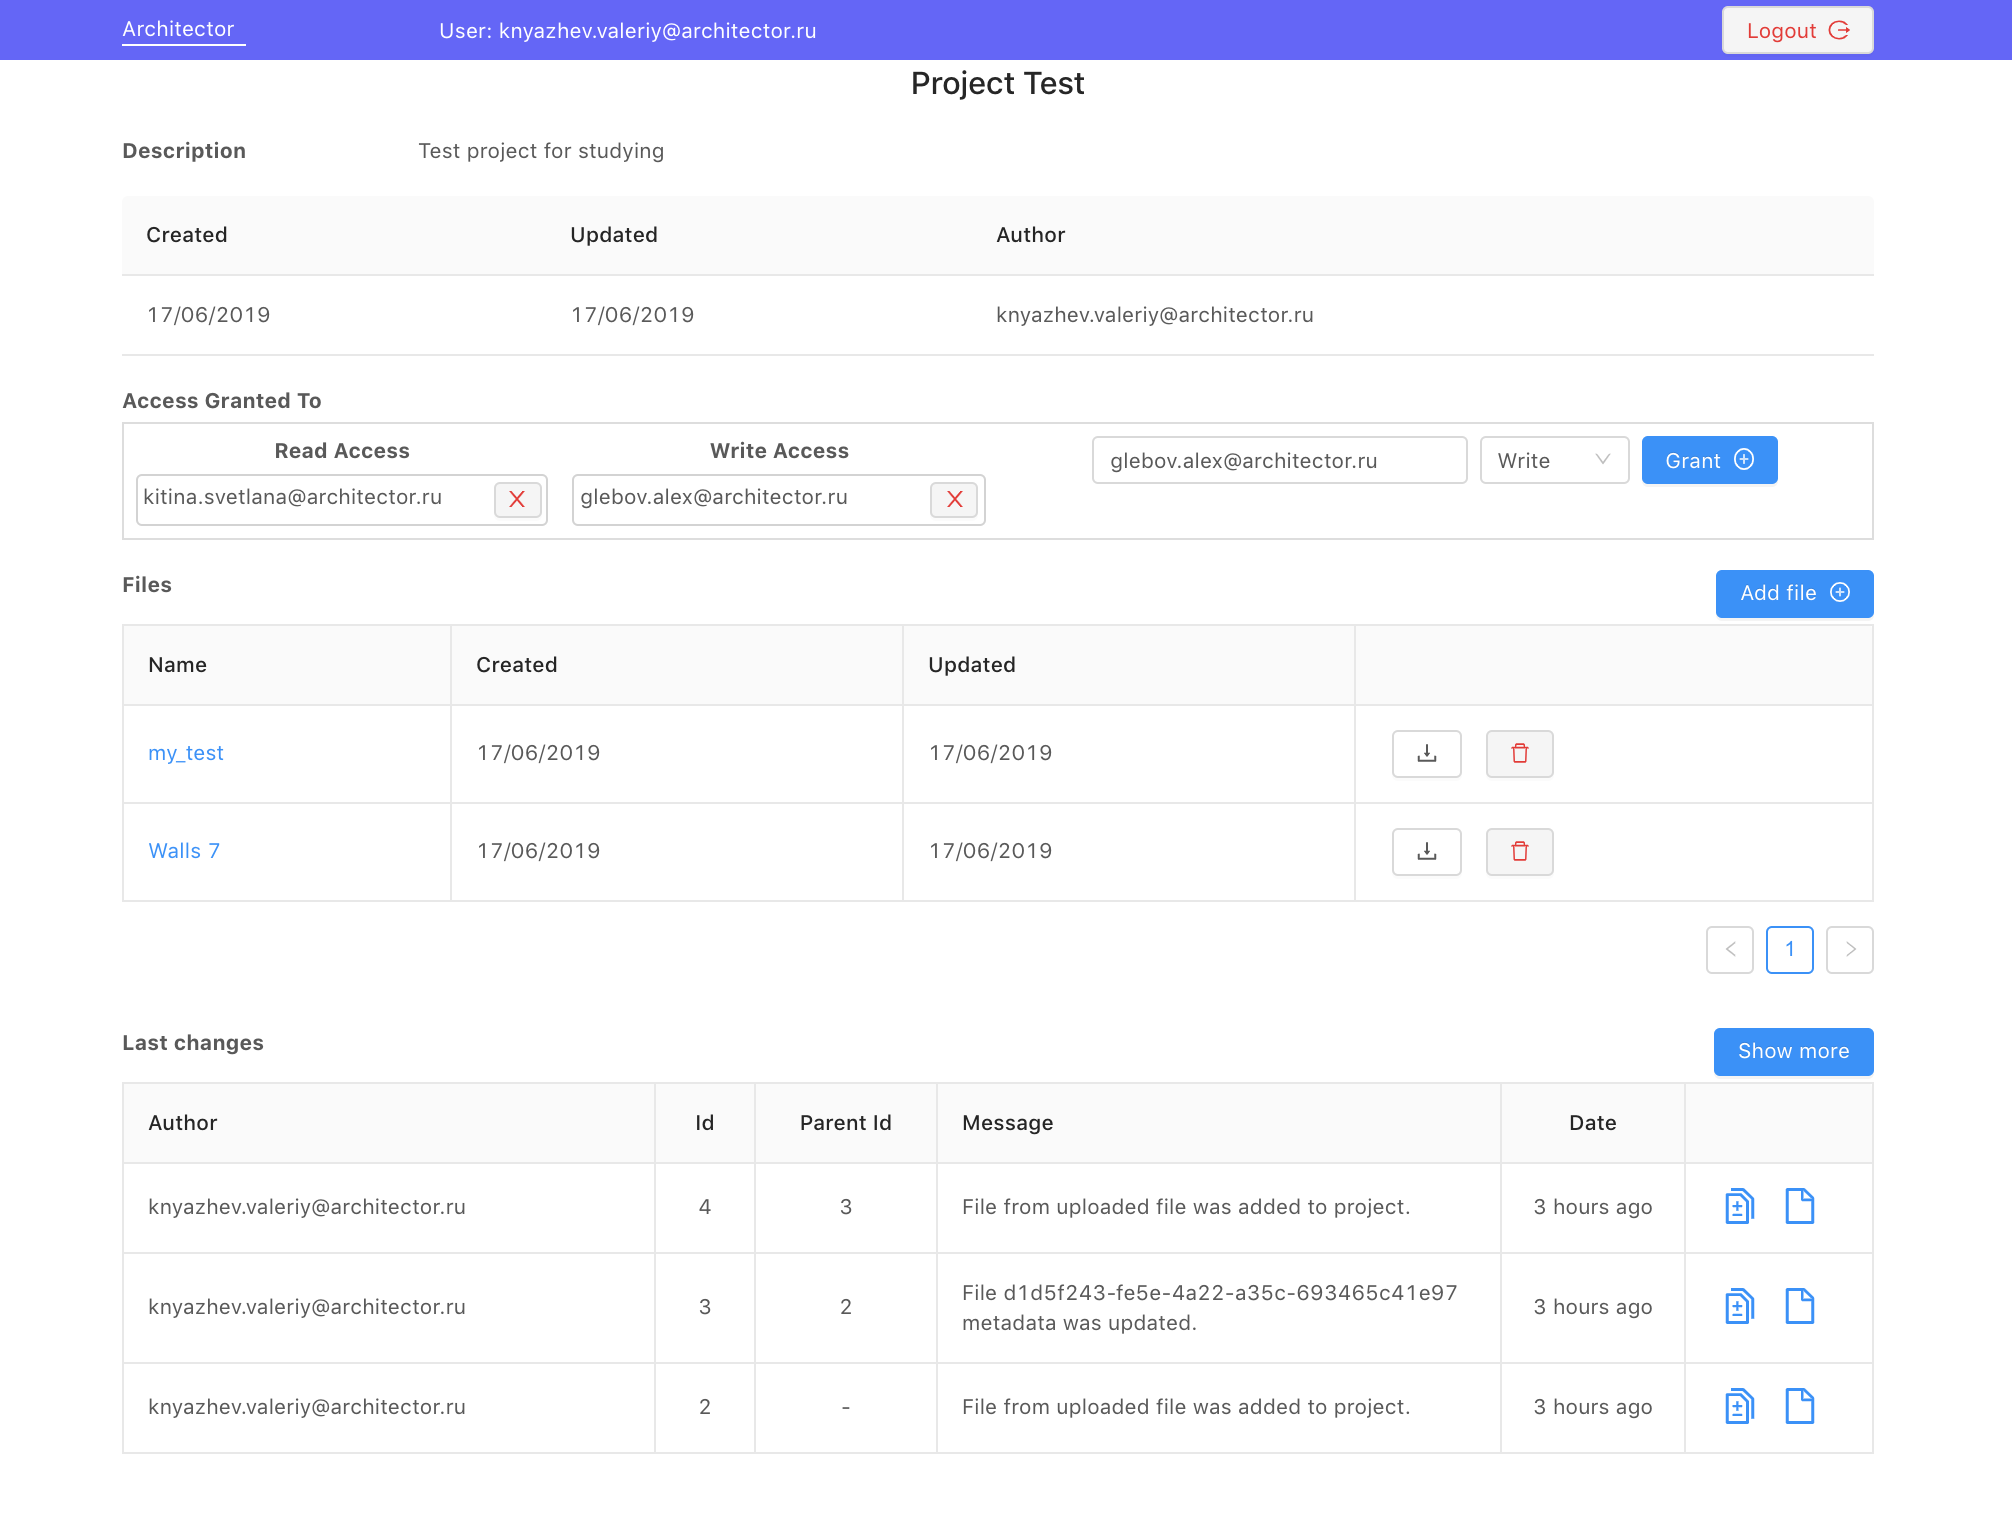 Architector
User: knyazhev.valeriy@architector.ru
Logout
Project Test
Description
Test project for studying
Created Updated Author
17/06/2019 17/06/2019 knyazhev.valeriy@architector.ru
Access Granted To
Read Access Write Access
kitina.svetlana@architector.ru X glebov.alex@architector.ru X
glebov.alex@architector.ru Write Grant
Files
Add file
Name Created Updated
my_test 17/06/2019 17/06/2019
Walls 7 17/06/2019 17/06/2019
< 1 >
Last changes
Show more
Author Id Parent Id Message Date
knyazhev.valeriy@architector.ru 4 3 File from uploaded file was added to project. 3 hours ago
knyazhev.valeriy@architector.ru 3 2 File d1d5f243-fe5e-4a22-a35c-693465c41e97
metadata was updated. 3 hours ago
knyazhev.valeriy@architector.ru 2 - File from uploaded file was added to project. 3 hours ago